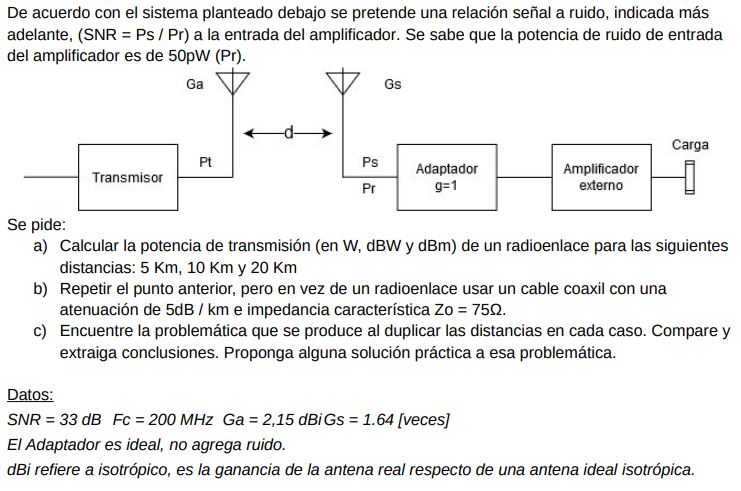 De acuerdo con el sistema planteado debajo se pretende una relación señal a ruido, indicada más
adelante, (SNR = Ps / Pr) a la entrada del amplificador. Se sabe que la potencia de ruido de entrada
del amplificador es de 50pW (Pr).
Ga
Gs
d
Carga
Pt
Ps
Transmisor
Adaptador
g=1
Amplificador
externo
Pr
Se pide:
a) Calcular la potencia de transmisión (en W, dBW y dBm) de un radioenlace para las siguientes
distancias: 5 Km, 10 Km y 20 Km
b) Repetir el punto anterior, pero en vez de un radioenlace usar un cable coaxil con una
atenuación de 5dB / km e impedancia característica Zo = 75Ω.
c) Encuentre la problemática que se produce al duplicar las distancias en cada caso. Compare y
extraiga conclusiones. Proponga alguna solución práctica a esa problemática.
Datos:
SNR = 33 dB Fc = 200 MHz Ga = 2,15 dBi Gs = 1.64 [veces]
El Adaptador es ideal, no agrega ruido.
dBi refiere a isotrópico, es la ganancia de la antena real respecto de una antena ideal isotrópica.